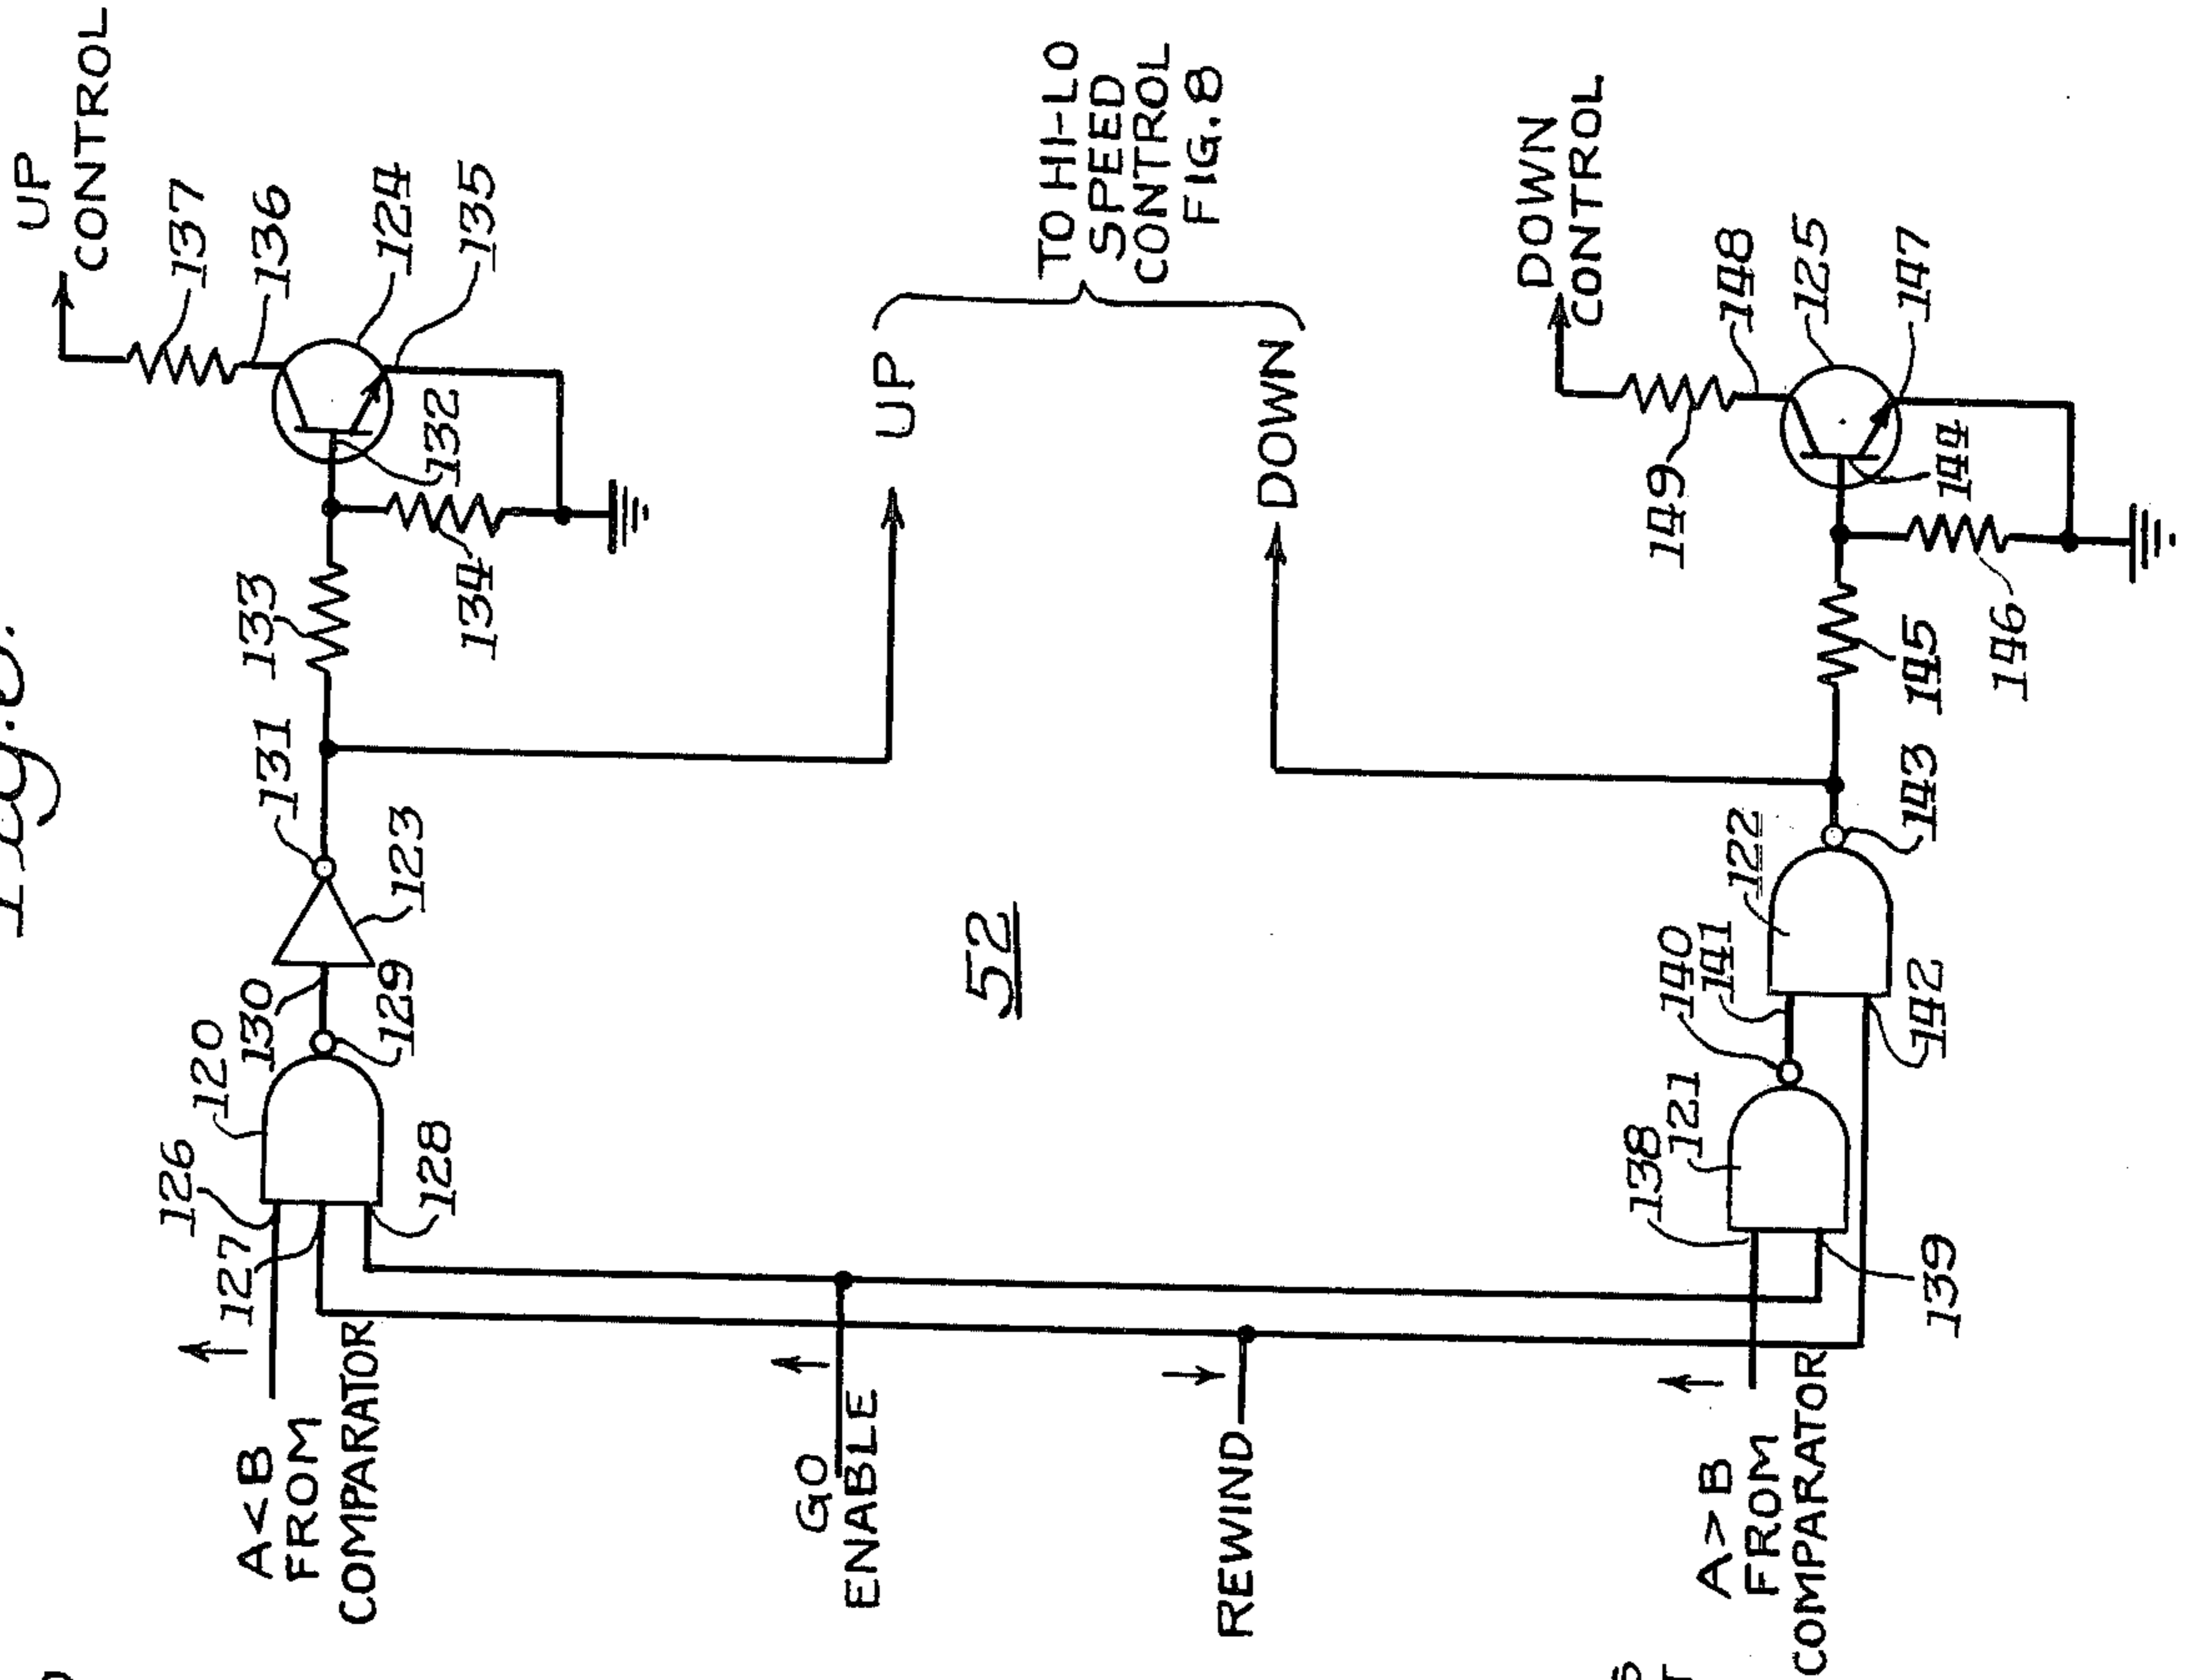 UP
CONTROL
137
136
124
135
132
133
134
131
123
130
129
120
126
127
128
A<B
FROM
COMPARATOR
UP
TO HI-LO
SPEED
CONTROL
FIG. 8
DOWN
52
GO
ENABLE
REWIND
DOWN
CONTROL
148
125
147
149
144
145
146
143
122
140
141
142
138
121
139
A>B
FROM
COMPARATOR